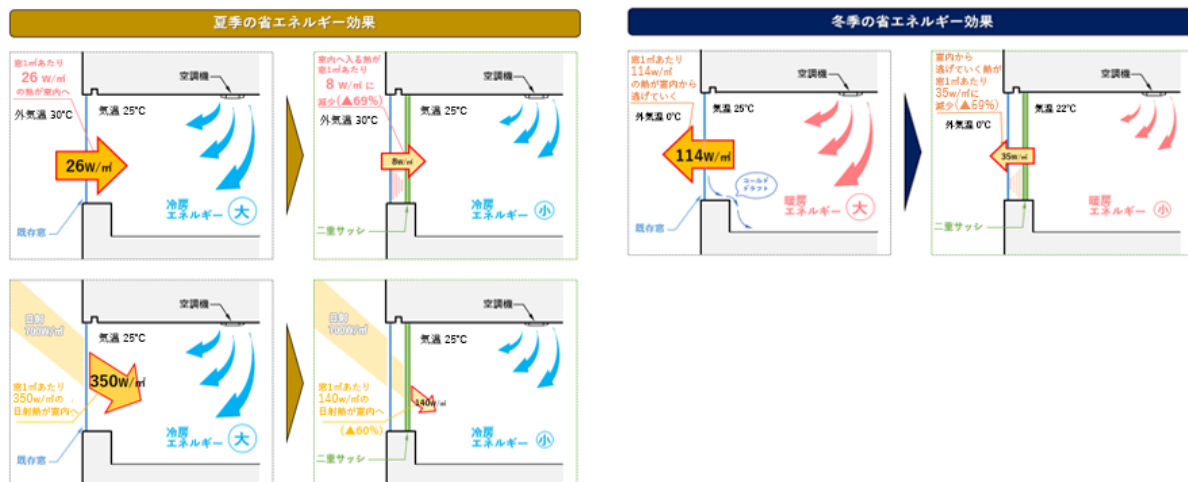 夏季の省エネルギー効果
窓1㎡あたり
26 W/㎡
の熱が室内へ
外気温 30°C
気温 25°C
空調機
26W/㎡
冷房
エネルギー 大
既存窓
室内へ入る熱が
窓1㎡あたり
8 W/㎡ に
減少(▲69%)
外気温 30°C
気温 25°C
空調機
8W/㎡
冷房
エネルギー 小
二重サッシ
日射
100W/㎡
気温 25°C
空調機
350W/㎡
窓1㎡あたり
350W/㎡の
日射熱が室内へ
冷房
エネルギー 大
既存窓
日射
100W/㎡
気温 25°C
空調機
140W/㎡
窓1㎡あたり
140W/㎡の
日射熱が室内へ
(▲60%)
冷房
エネルギー 小
二重サッシ
冬季の省エネルギー効果
窓1㎡あたり
114W/㎡
の熱が室内から
逃げていく
外気温 0°C
気温 25°C
空調機
114W/㎡
コールド
ドラフト
暖房
エネルギー 大
既存窓
室内から
逃げていく熱が
窓1㎡あたり
35W/㎡に
減少(▲69%)
外気温 0°C
気温 22°C
空調機
35W/㎡
暖房
エネルギー 小
二重サッシ